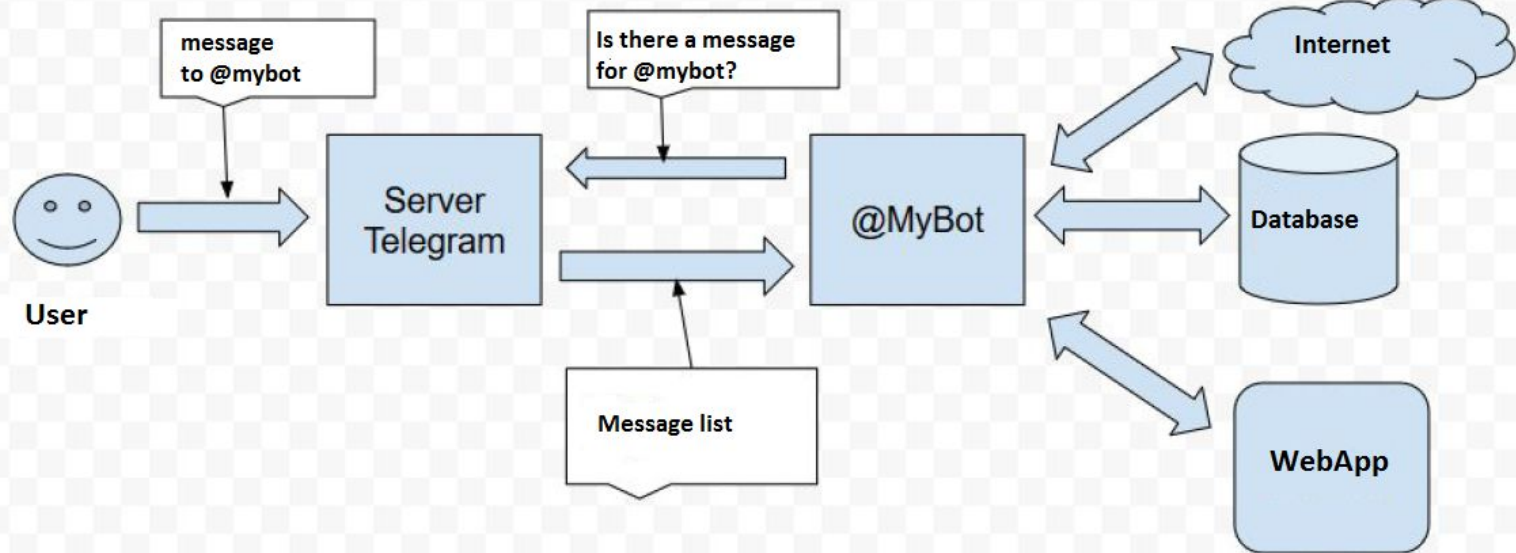 message
to @mybot
Is there a message
for @mybot?
Internet
Server
Telegram
@MyBot
Database
User
Message list
WebApp